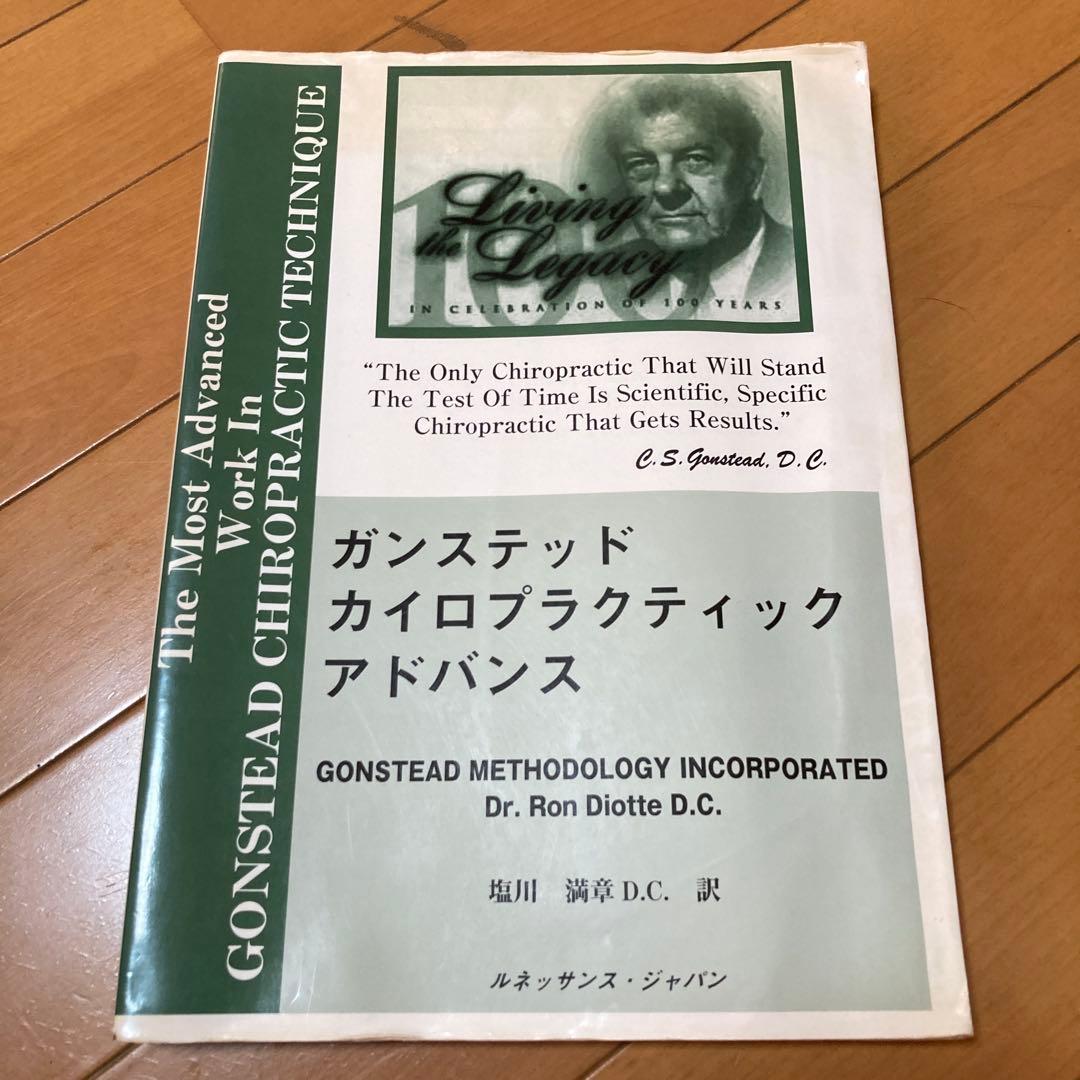 The Most Advanced
Work In
GONSTEAD CHIROPRACTIC TECHNIQUE
100
Living
the Legacy
IN CELEBRATION OF 100 YEARS
“The Only Chiropractic That Will Stand
The Test Of Time Is Scientific, Specific
Chiropractic That Gets Results.”
C.S.Gonstead, D.C.
ガンステッド
カイロプラクティック
アドバンス
GONSTEAD METHODOLOGY INCORPORATED
Dr. Ron Diotte D.C.
塩川 満章 D.C. 訳
ルネッサンス・ジャパン